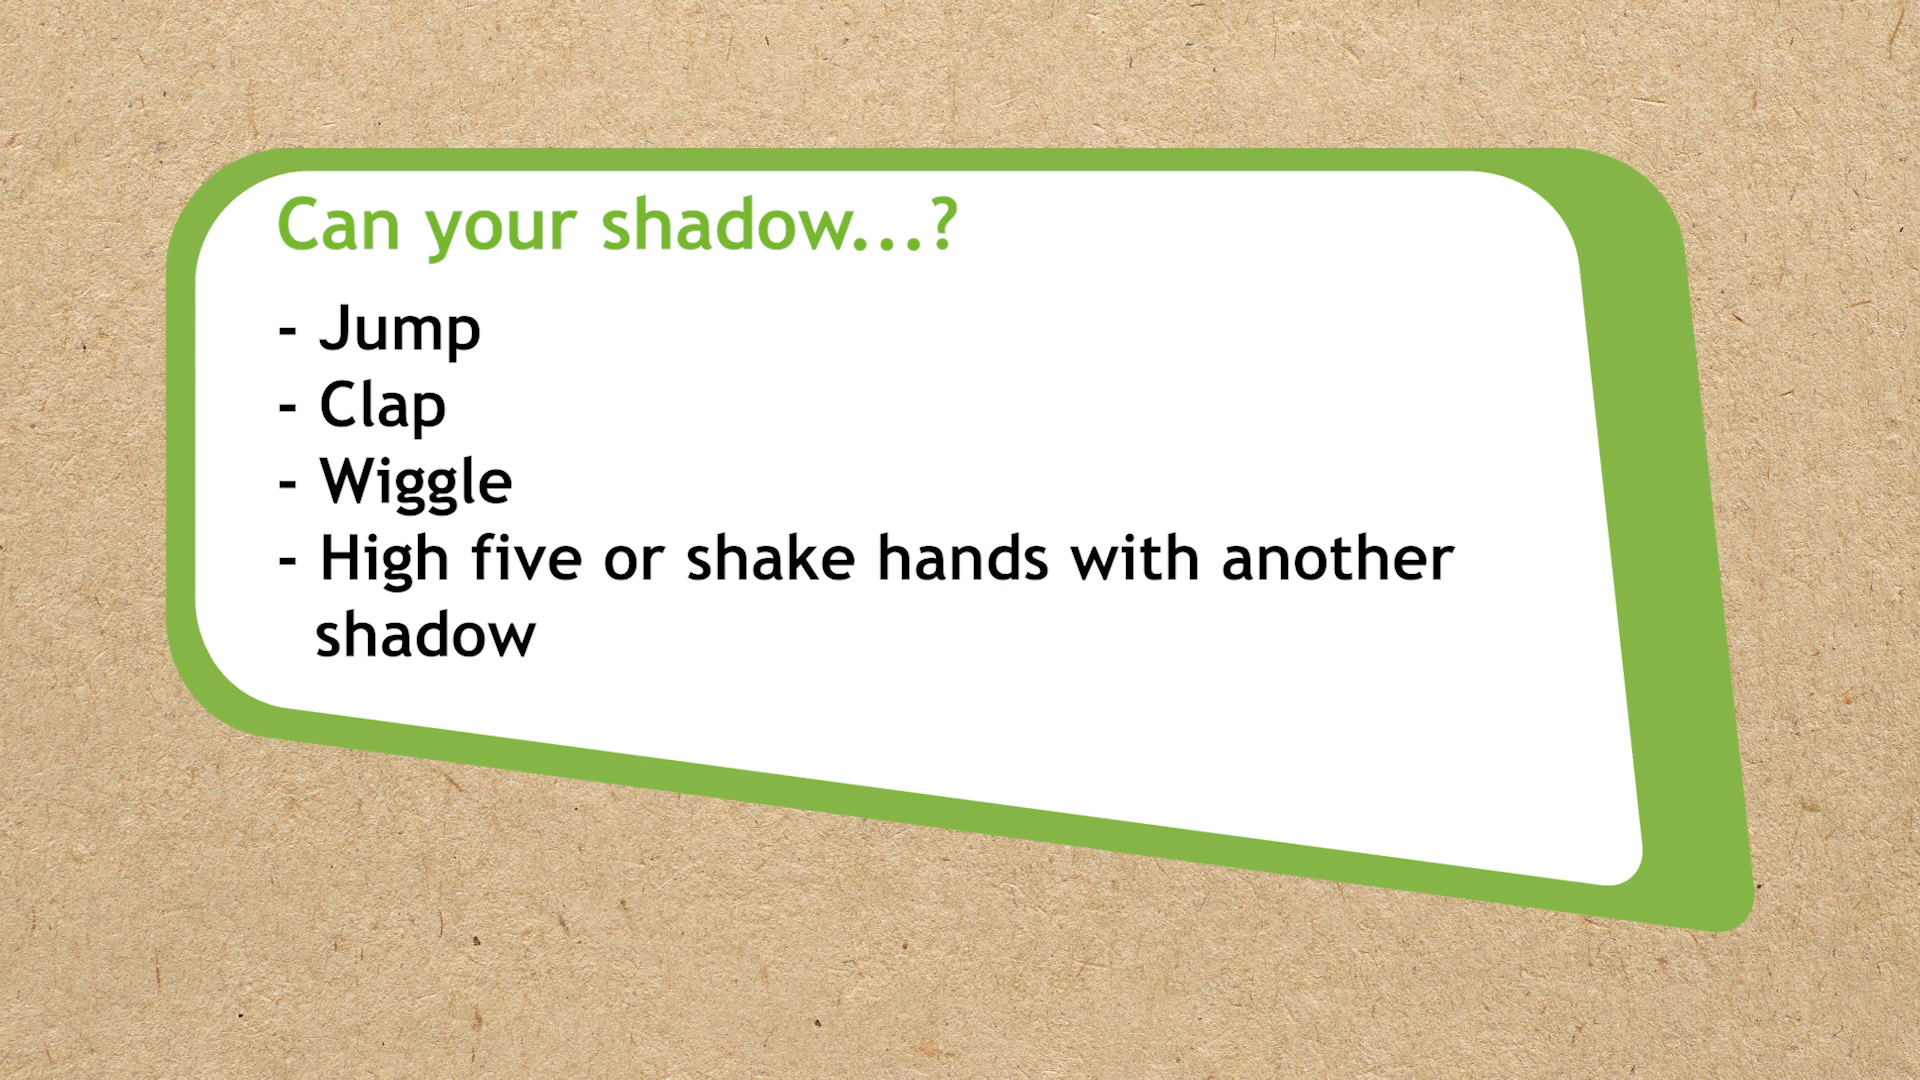 Can your shadow...?
- Jump
- Clap
- Wiggle
- High five or shake hands with another
shadow